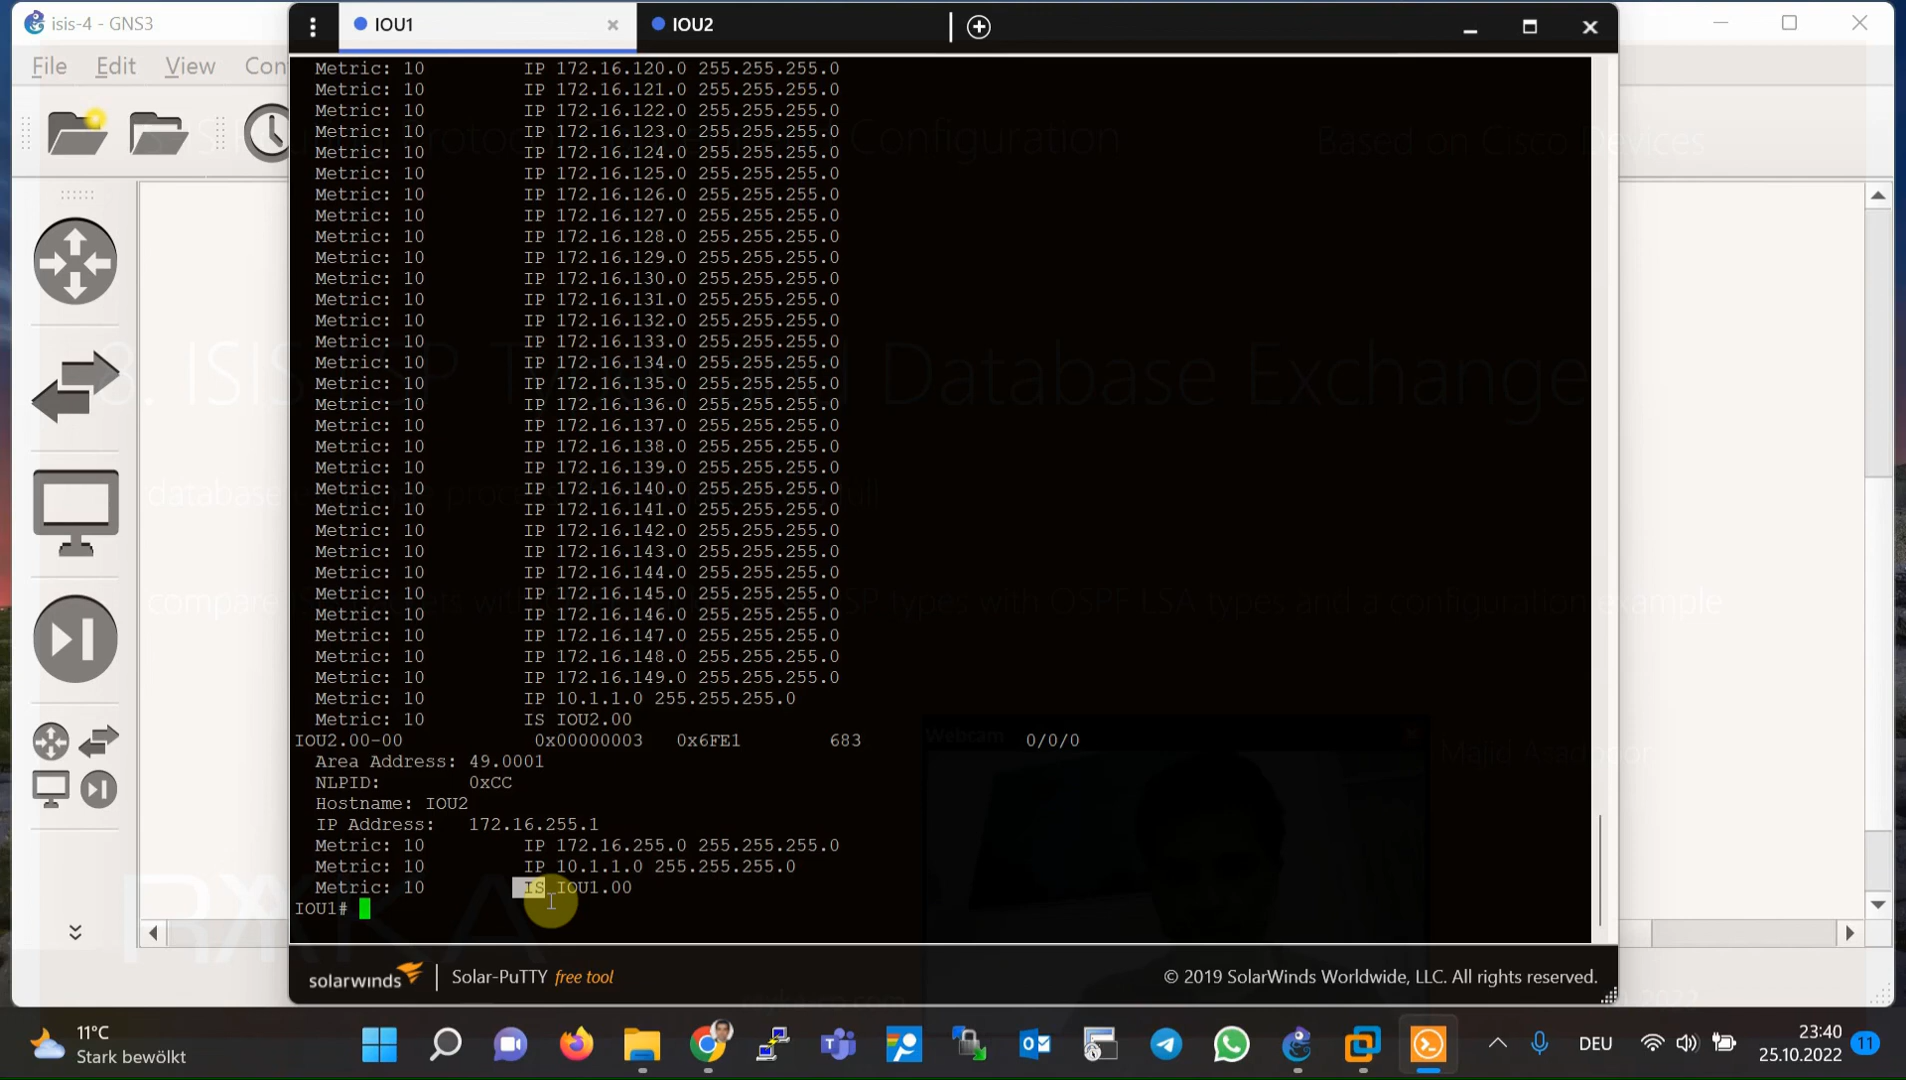 isis-4 - GNS3
IOU1
IOU2
File Edit View Con
Metric: 10 IP 172.16.120.0 255.255.255.0
Metric: 10 IP 172.16.121.0 255.255.255.0
Metric: 10 IP 172.16.122.0 255.255.255.0
Metric: 10 IP 172.16.123.0 255.255.255.0
Metric: 10 IP 172.16.124.0 255.255.255.0
Metric: 10 IP 172.16.125.0 255.255.255.0
Metric: 10 IP 172.16.126.0 255.255.255.0
Metric: 10 IP 172.16.127.0 255.255.255.0
Metric: 10 IP 172.16.128.0 255.255.255.0
Metric: 10 IP 172.16.129.0 255.255.255.0
Metric: 10 IP 172.16.130.0 255.255.255.0
Metric: 10 IP 172.16.131.0 255.255.255.0
Metric: 10 IP 172.16.132.0 255.255.255.0
Metric: 10 IP 172.16.133.0 255.255.255.0
Metric: 10 IP 172.16.134.0 255.255.255.0
Metric: 10 IP 172.16.135.0 255.255.255.0
Metric: 10 IP 172.16.136.0 255.255.255.0
Metric: 10 IP 172.16.137.0 255.255.255.0
Metric: 10 IP 172.16.138.0 255.255.255.0
Metric: 10 IP 172.16.139.0 255.255.255.0
Metric: 10 IP 172.16.140.0 255.255.255.0
Metric: 10 IP 172.16.141.0 255.255.255.0
Metric: 10 IP 172.16.142.0 255.255.255.0
Metric: 10 IP 172.16.143.0 255.255.255.0
Metric: 10 IP 172.16.144.0 255.255.255.0
Metric: 10 IP 172.16.145.0 255.255.255.0
Metric: 10 IP 172.16.146.0 255.255.255.0
Metric: 10 IP 172.16.147.0 255.255.255.0
Metric: 10 IP 172.16.148.0 255.255.255.0
Metric: 10 IP 172.16.149.0 255.255.255.0
Metric: 10 IP 10.1.1.0 255.255.255.0
Metric: 10 IS IOU2.00
IOU2.00-00 0x00000003 0x6FE1 683 0/0/0
Area Address: 49.0001
NLPID: 0xCC
Hostname: IOU2
IP Address: 172.16.255.1
Metric: 10 IP 172.16.255.0 255.255.255.0
Metric: 10 IP 10.1.1.0 255.255.255.0
Metric: 10 IS IOU1.00
IOU1#
Configuration
Based on Cisco Devices
8. ISIS Database Exchange
database
compare types with OSPF LSA types and a configuration example
Webcam
solarwinds Solar-PuTTY free tool
© 2019 SolarWinds Worldwide, LLC. All rights reserved.
11°C
Stark bewölkt
DEU
23:40
25.10.2022
11